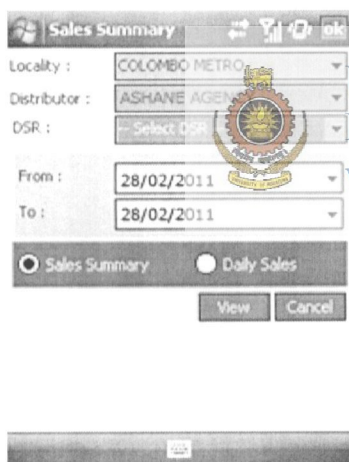 Sales Summary ok
Locality : COLOMBO METRO
Distributor : ASHANE AGEN
DSR : -- Select DSR
From : 28/02/2011
To : 28/02/2011
Sales Summary Daily Sales
View Cancel